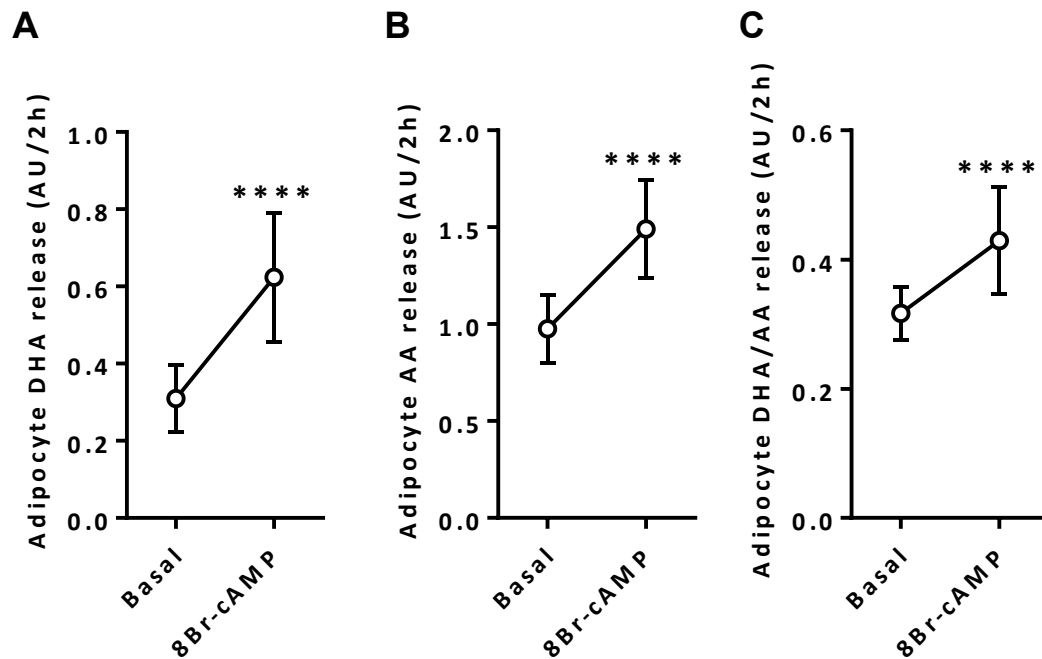 A
Adipocyte DHA release (AU/2h)
1.0
0.8
0.6
0.4
0.2
0.0
****
Basal
8Br-cAMP
B
Adipocyte AA release (AU/2h)
2.0
1.5
1.0
0.5
0.0
****
Basal
8Br-cAMP
C
Adipocyte DHA/AA release (AU/2h)
0.6
0.4
0.2
0.0
****
Basal
8Br-cAMP